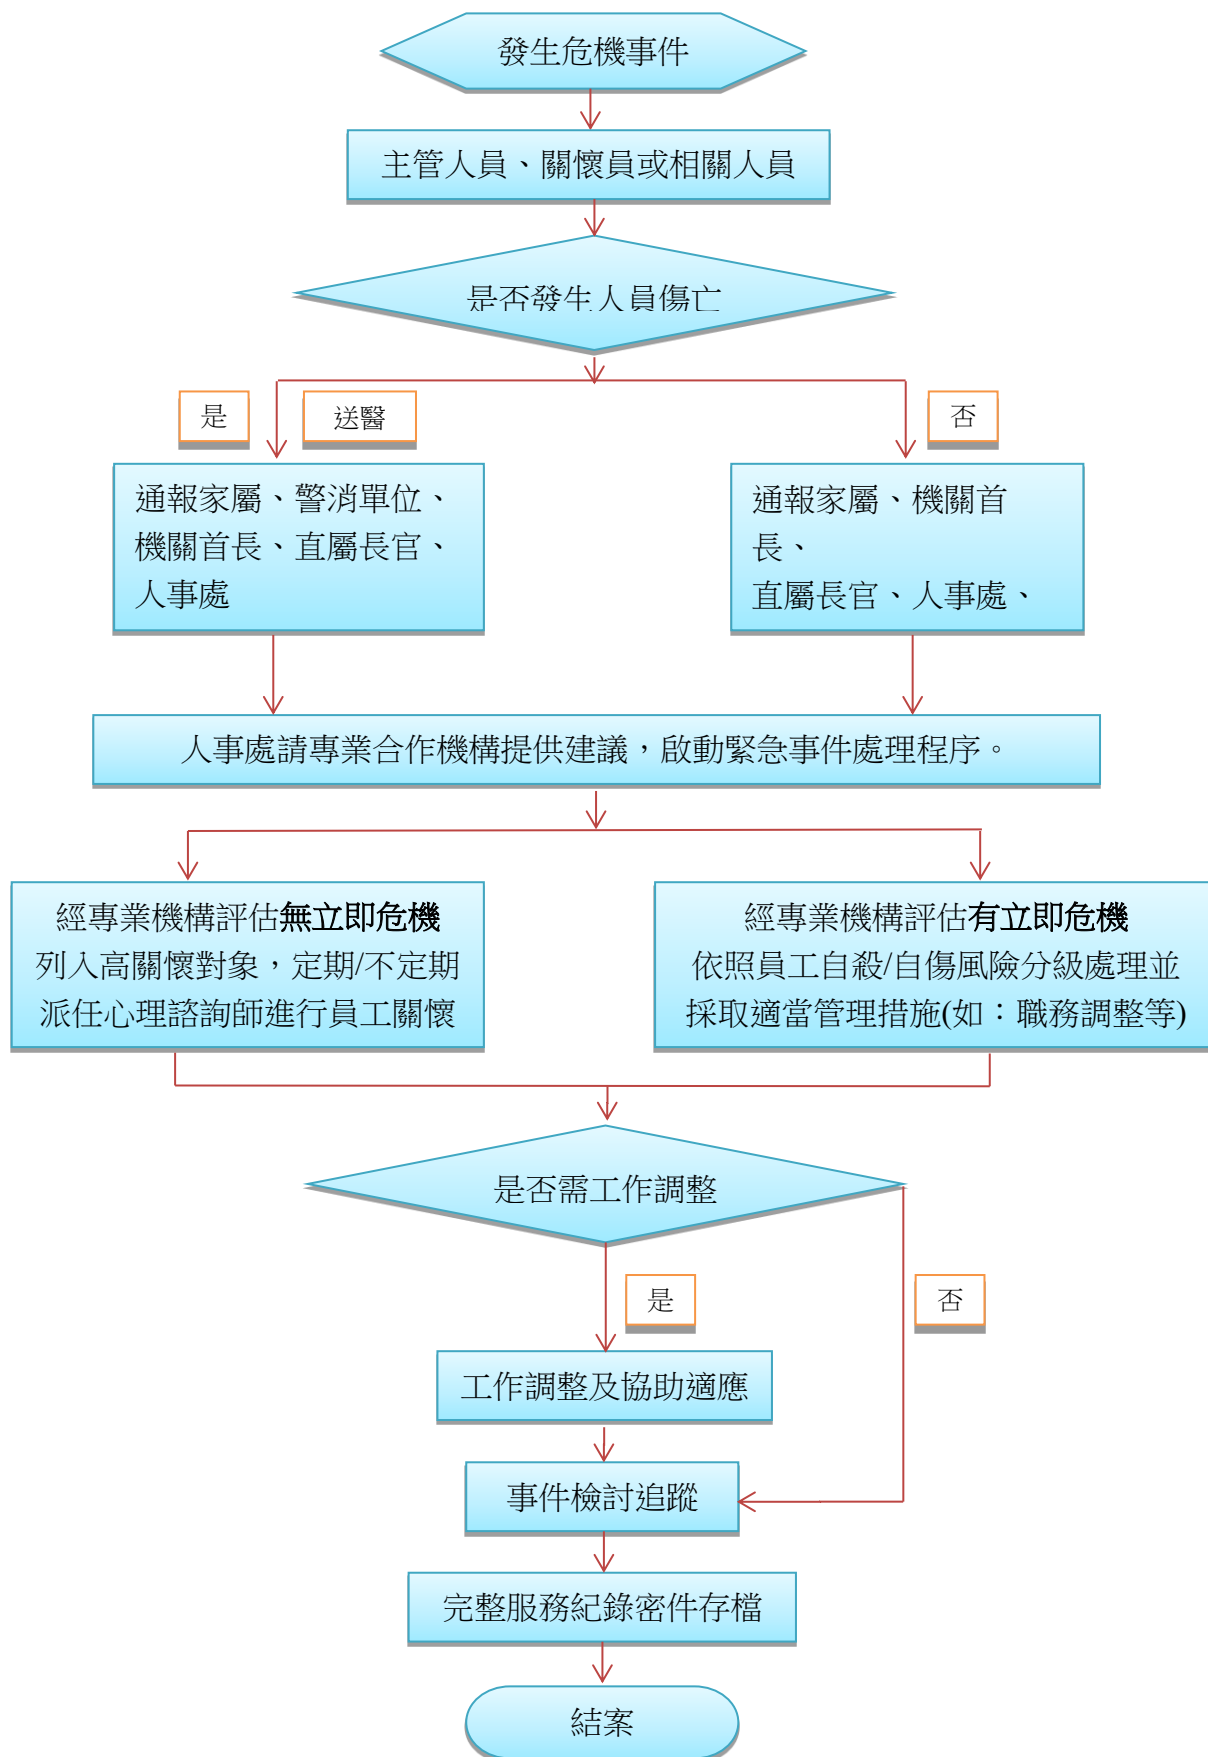 發生危機事件
主管人員、關懷員或相關人員
是否發生人員傷亡
是
送醫
否
通報家屬、警消單位、
機關首長、直屬長官、
人事處
通報家屬、機關首
長、
直屬長官、人事處、
人事處請專業合作機構提供建議，啟動緊急事件處理程序。
經專業機構評估無立即危機
列入高關懷對象，定期/不定期
派任心理諮詢師進行員工關懷
經專業機構評估有立即危機
依照員工自殺/自傷風險分級處理並
採取適當管理措施(如：職務調整等)
是否需工作調整
是
否
工作調整及協助適應
事件檢討追蹤
完整服務紀錄密件存檔
結案